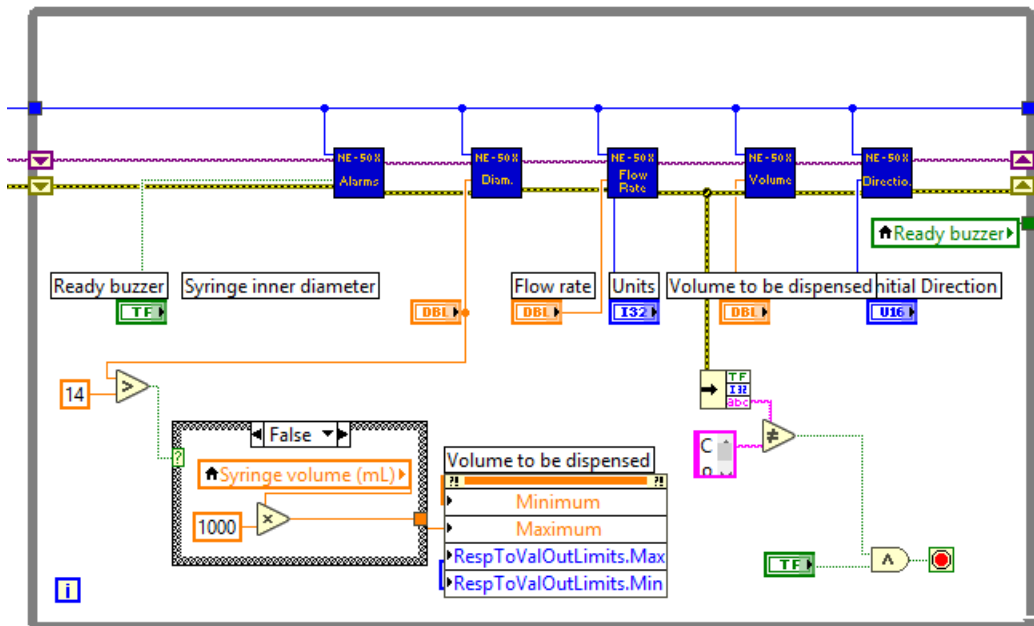 NE-50X
Alarms
NE-50X
Diam.
NE-50X
Flow
Rate
NE-50X
Volume
NE-50X
Directio.
Ready buzzer
Ready buzzer
TF
Syringe inner diameter
DBL
Flow rate
DBL
Units
I32
Volume to be dispensed
DBL
nitial Direction
U16
14
>
?
False
Syringe volume (mL)
1000
×
Volume to be dispensed
?!
?!
Minimum
Maximum
RespToValOutLimits.Max
RespToValOutLimits.Min
TF
I32
abc
C
≠
TF
∧
i